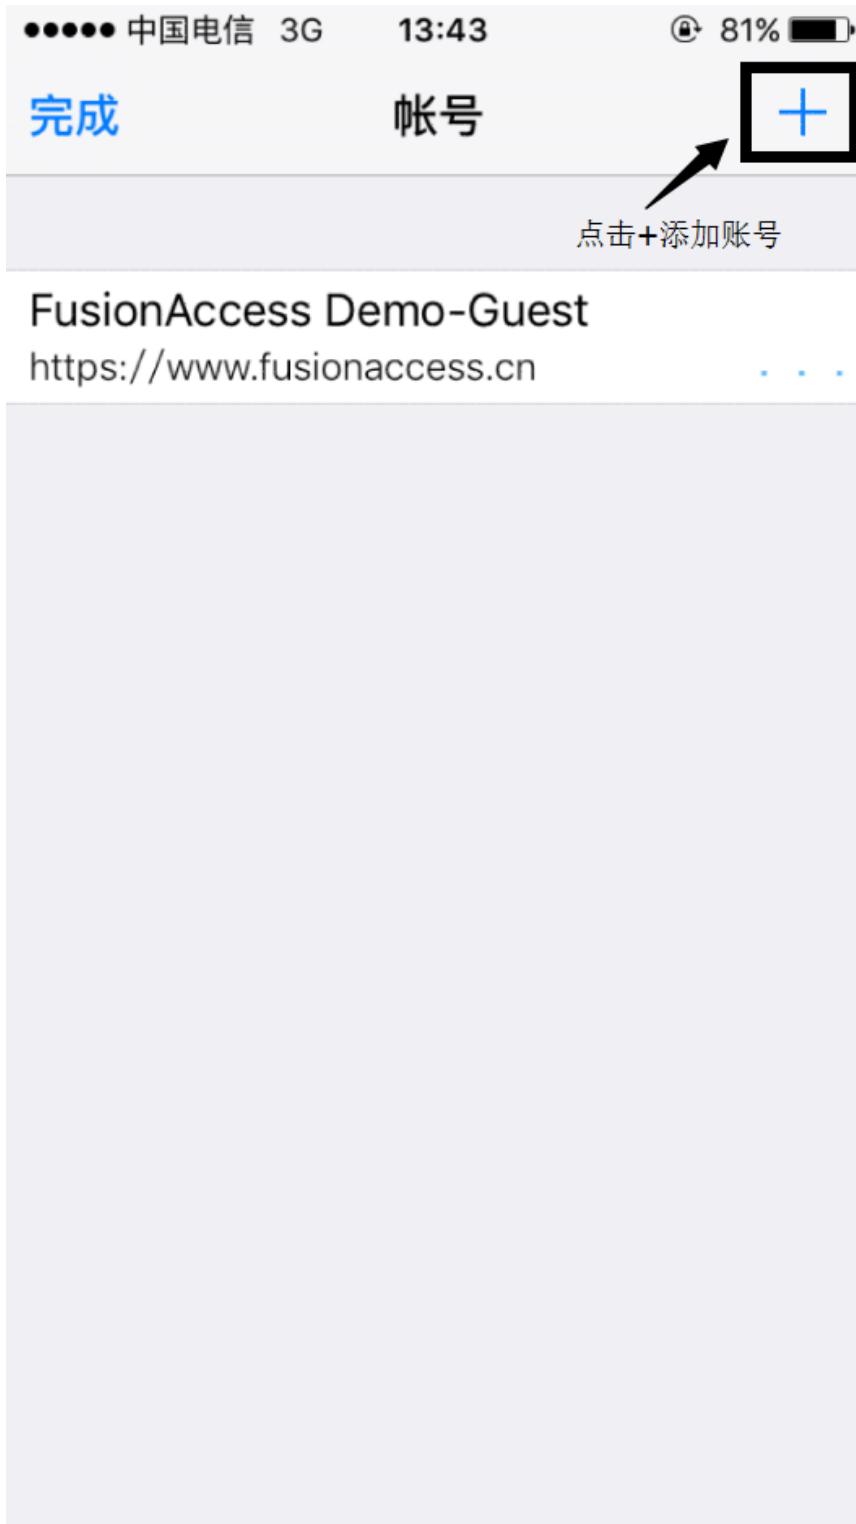 中国电信 3G 13:43 81%
完成 帐号 +
点击+添加账号
FusionAccess Demo-Guest
https://www.fusionaccess.cn
...